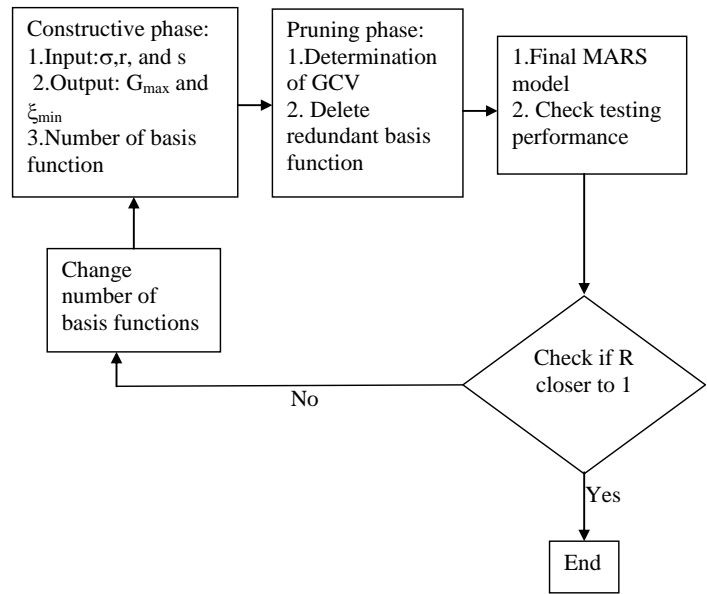 Constructive phase:
1.Input:σ,r, and s
2.Output: Gmax and
ξmin
3.Number of basis
function
Pruning phase:
1.Determination
of GCV
2. Delete
redundant basis
function
1.Final MARS
model
2. Check testing
performance
Change
number of
basis functions
Check if R
closer to 1
No
Yes
End